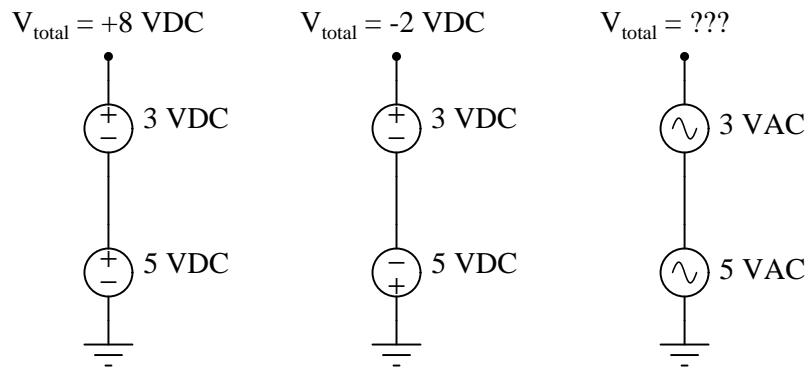 V_total = +8 VDC V_total = -2 VDC V_total = ???
+ 3 VDC + 3 VDC 3 VAC
− −
+ 5 VDC − 5 VDC 5 VAC
− +